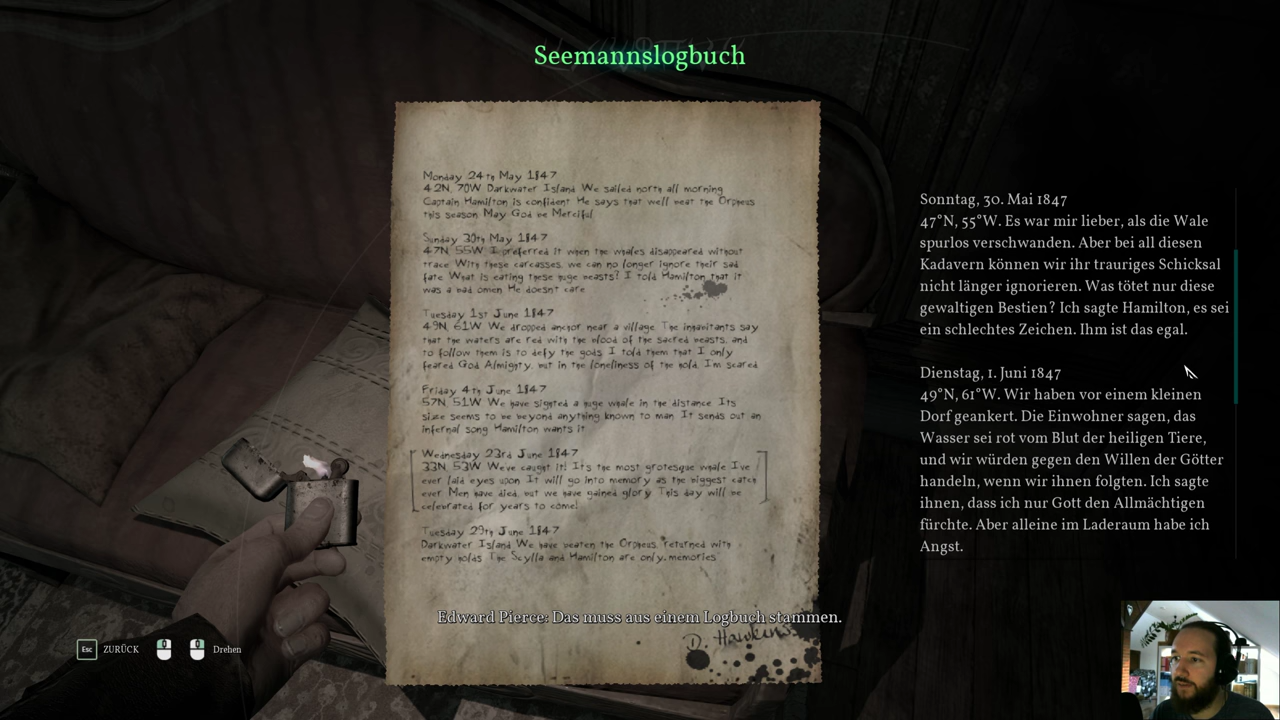 Seemannslogbuch
Monday 24th May 1847
42N, 70W Darkwater Island We sailed north all morning
Captain Hamilton is confident He says that well beat the Orpheus
this season May God be Merciful
Sunday 30th May 1847
47N 55W I preferred it when the whales disappeared without
trace With these carcasses, we can no longer ignore their sad
fate What is eating these huge beasts? I told Hamilton that it
was a bad omen He doesnt care
Tuesday 1st June 1847
49N, 61W We dropped anchor near a village The inhabitants say
that the waters are red with the blood of the sacred beasts, and
to follow them is to defy the gods I told them that I only
feared God Almighty, but in the loneliness of the hold, Im scared
Friday 4th June 1847
57N 51W We have sighted a huge whale in the distance Its
size seems to be beyond anything known to man It sends out an
infernal song Hamilton wants it
Wednesday 23rd June 1847
33N 53W Weve caught it! Its the most grotesque whale Ive
ever laid eyes upon It will go into memory as the biggest catch
ever Men have died, but we have gained glory This day will be
celebrated for years to come!
Tuesday 29th June 1847
Darkwater Island We have beaten the Orpheus, returned with
empty holds The Scylla and Hamilton are only memories
D. Hawkins
Edward Pierce: Das muss aus einem Logbuch stammen.
Sonntag, 30. Mai 1847
47°N, 55°W. Es war mir lieber, als die Wale
spurlos verschwanden. Aber bei all diesen
Kadavern können wir ihr trauriges Schicksal
nicht länger ignorieren. Was tötet nur diese
gewaltigen Bestien? Ich sagte Hamilton, es sei
ein schlechtes Zeichen. Ihm ist das egal.
Dienstag, 1. Juni 1847
49°N, 61°W. Wir haben vor einem kleinen
Dorf geankert. Die Einwohner sagen, das
Wasser sei rot vom Blut der heiligen Tiere,
und wir würden gegen den Willen der Götter
handeln, wenn wir ihnen folgten. Ich sagte
ihnen, dass ich nur Gott den Allmächtigen
fürchte. Aber alleine im Laderaum habe ich
Angst.
Esc ZURÜCK Drehen